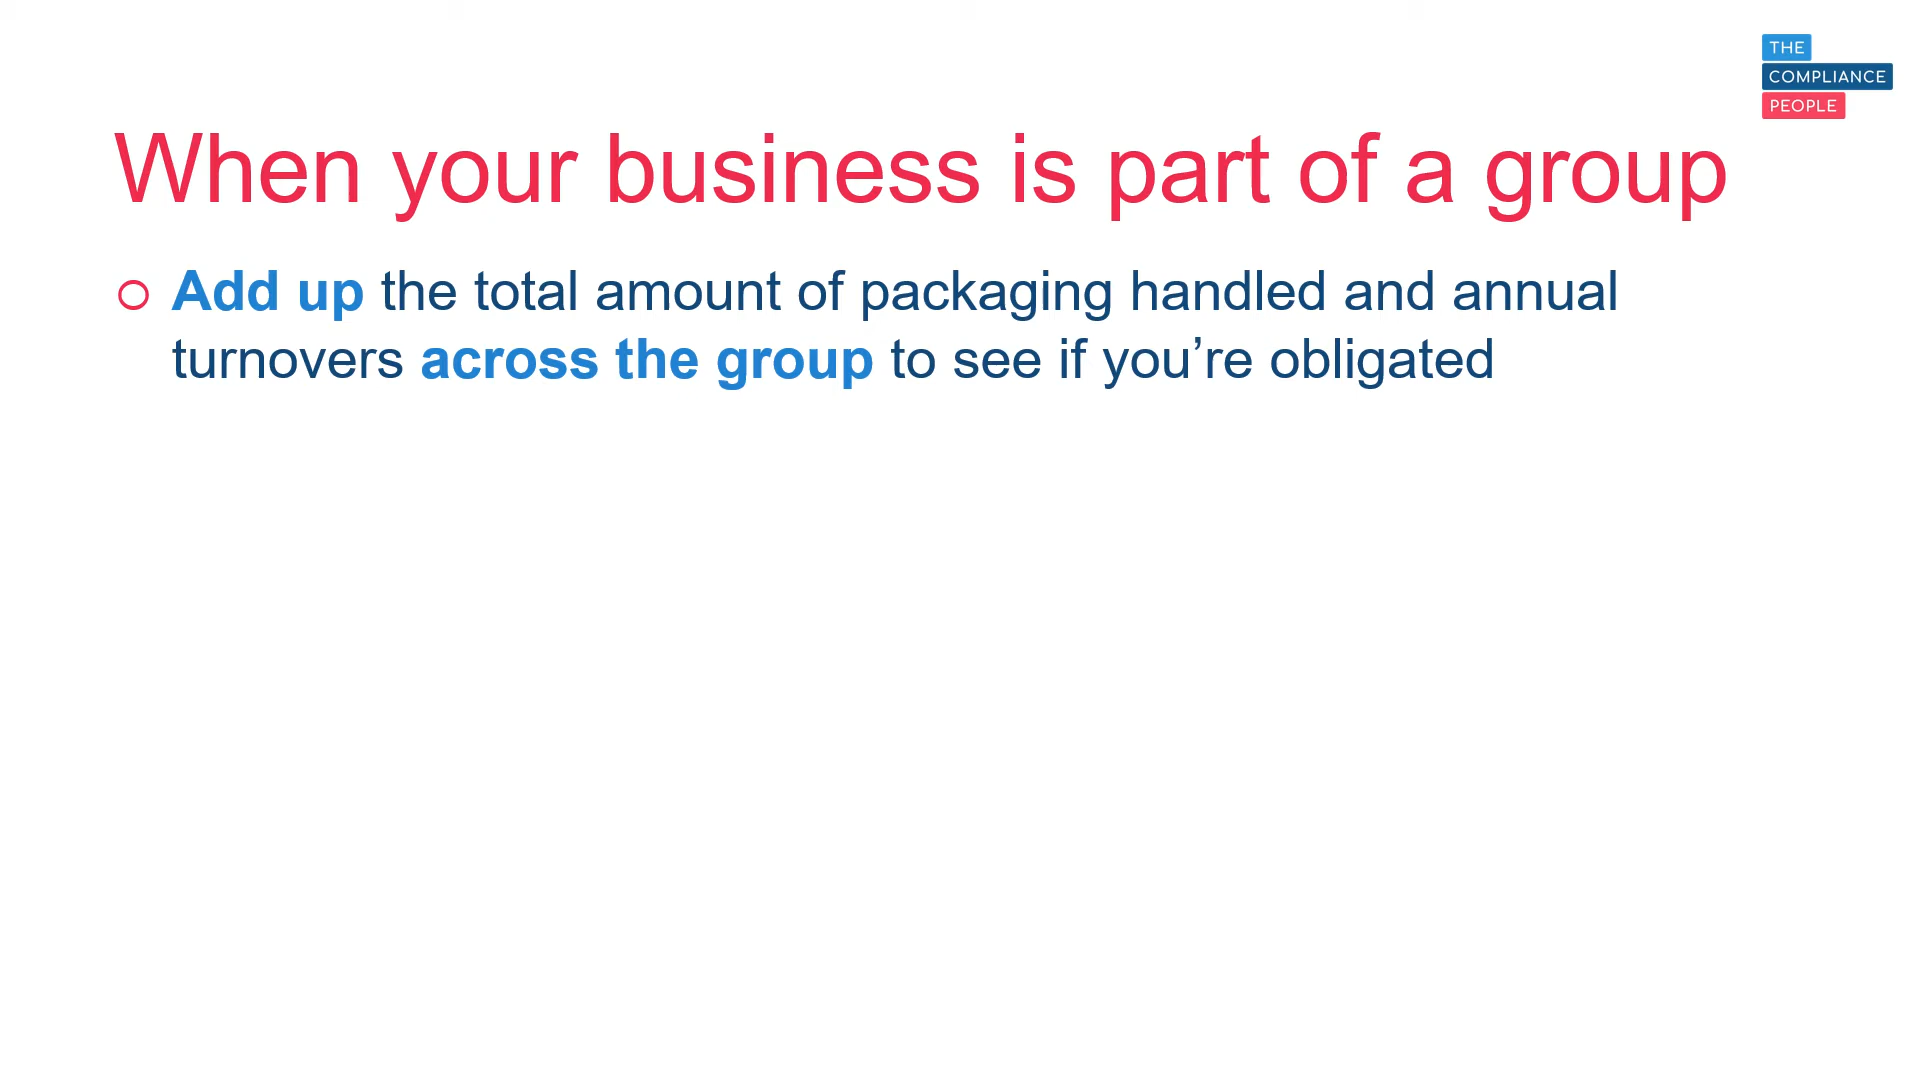 THE
COMPLIANCE
PEOPLE
When your business is part of a group
Add up the total amount of packaging handled and annual
turnovers across the group to see if you’re obligated